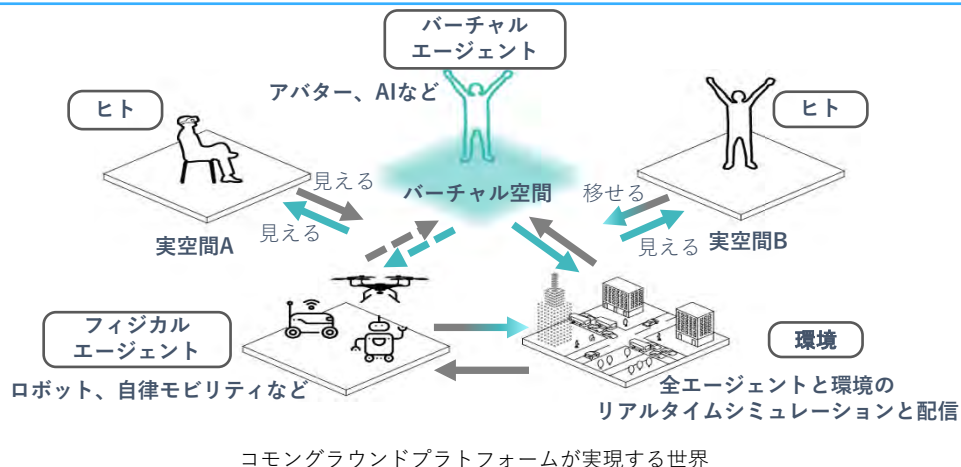 バーチャル
エージェント
アバター、AIなど
ヒト
ヒト
見える
見える
バーチャル空間
移せる
見える
実空間A
実空間B
フィジカル
エージェント
ロボット、自律モビリティなど
環境
全エージェントと環境の
リアルタイムシミュレーションと配信
コモングラウンドプラットフォームが実現する世界